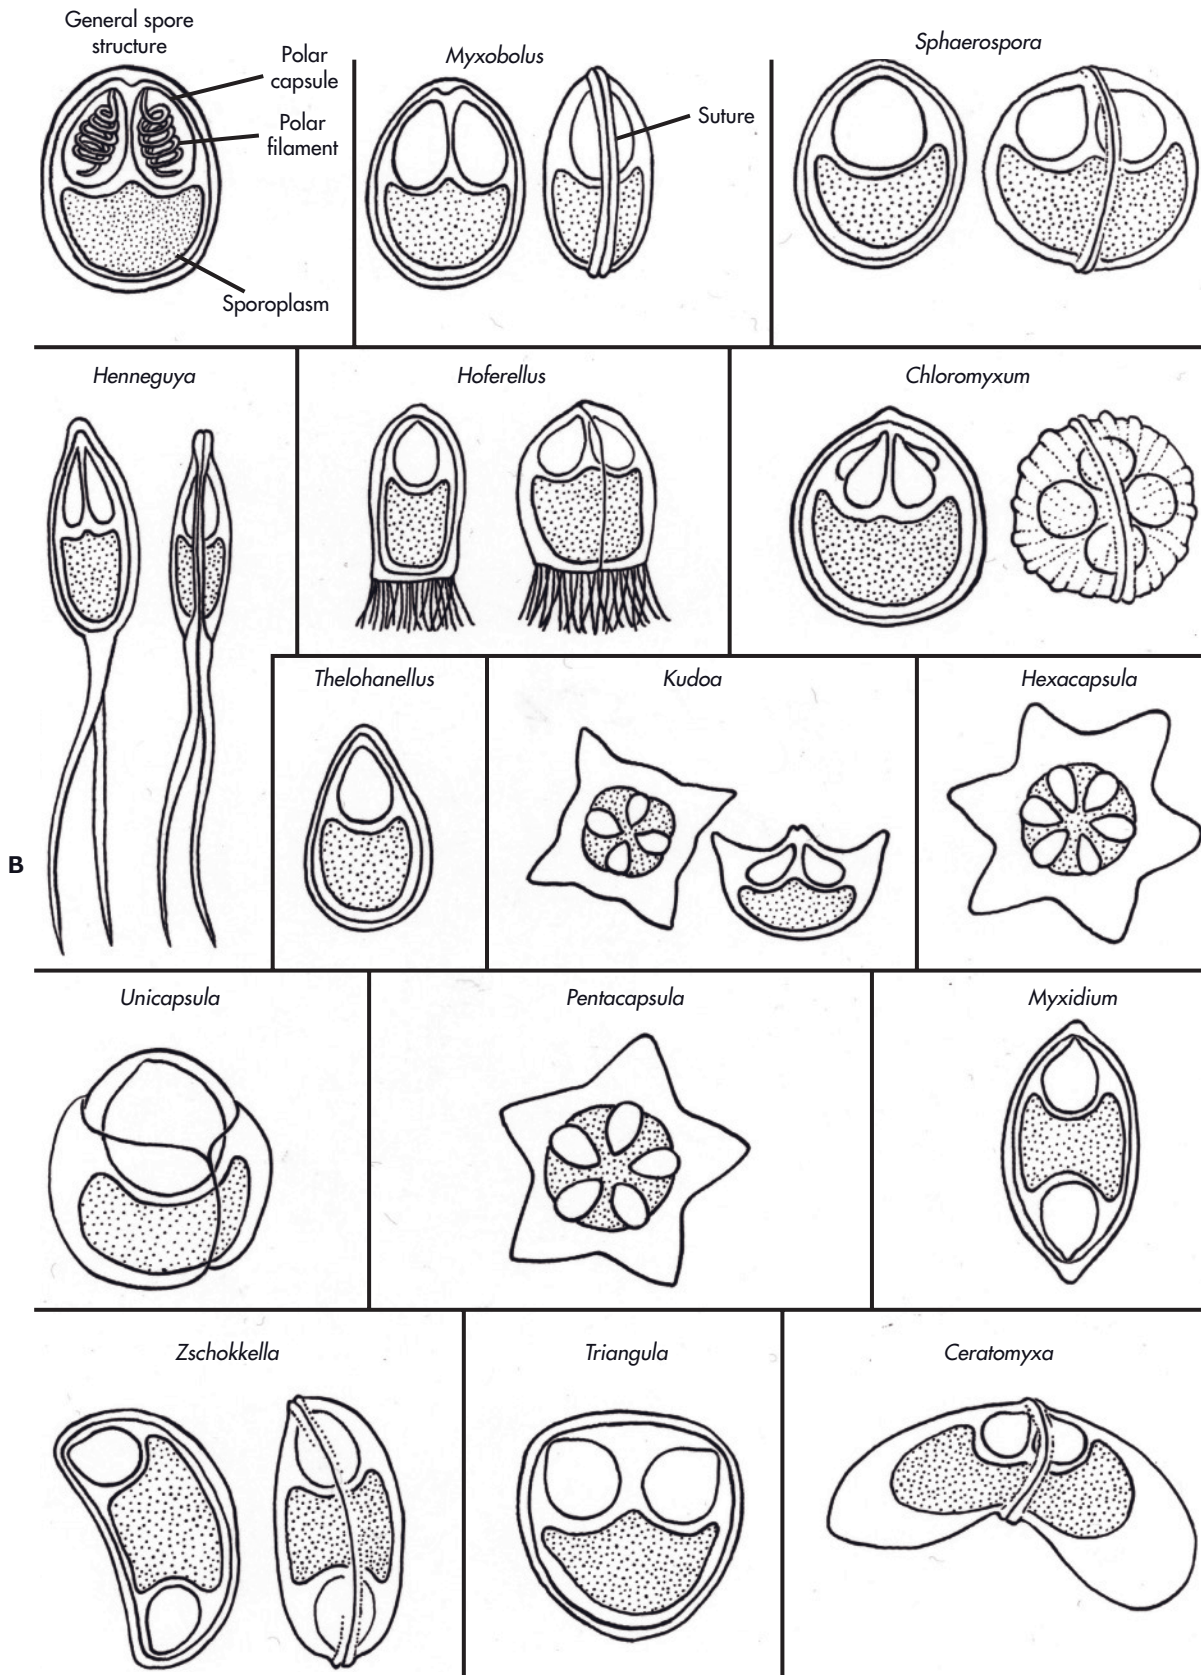 General spore
structure
Polar
capsule
Polar
filament
Sporoplasm
Myxobolus
Suture
Sphaerospora
Henneguya
Hoferellus
Chloromyxum
Thelohanellus
Kudoa
Hexacapsula
B
Unicapsula
Pentacapsula
Myxidium
Zschokkella
Triangula
Ceratomyxa